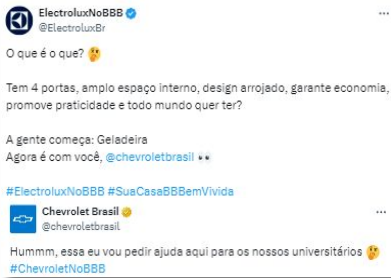 ElectroluxNoBBB
@ElectroluxBr
O que é o que? 🤔
Tem 4 portas, amplo espaço interno, design arrojado, garante economia,
promove praticidade e todo mundo quer ter?
A gente começa: Geladeira
Agora é com você, @chevroletbrasil 👀
#ElectroluxNoBBB #SuaCasaBBBemVivida
Chevrolet Brasil
@chevroletbrasil
Hummm, essa eu vou pedir ajuda aqui para os nossos universitários 🤔
#ChevroletNoBBB